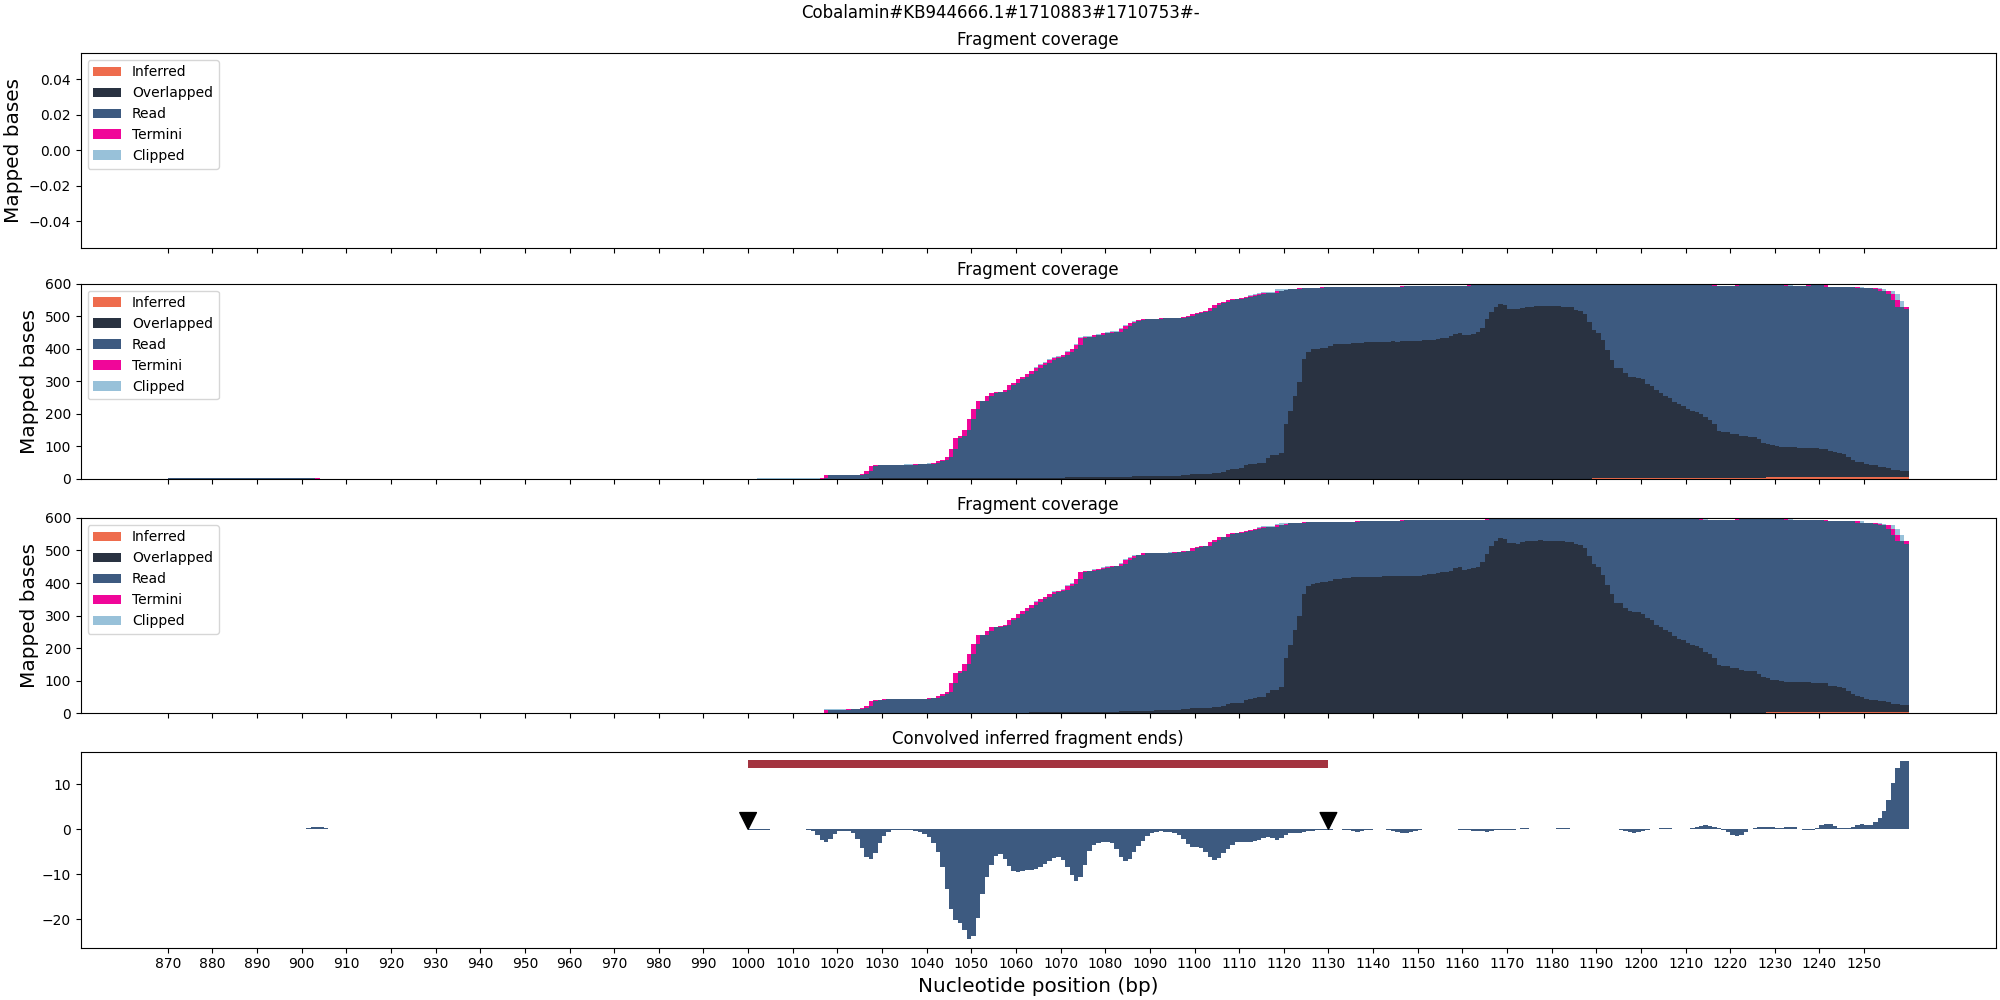 Cobalamin#KB944666.1#1710883#1710753#-
Fragment coverage
Mapped bases
0.04
0.02
0.00
−0.02
−0.04
Inferred
Overlapped
Read
Termini
Clipped
Fragment coverage
Mapped bases
600
500
400
300
200
100
0
Inferred
Overlapped
Read
Termini
Clipped
Fragment coverage
Mapped bases
600
500
400
300
200
100
0
Inferred
Overlapped
Read
Termini
Clipped
Convolved inferred fragment ends)
10
0
−10
−20
870 880 890 900 910 920 930 940 950 960 970 980 990 1000 1010 1020 1030 1040 1050 1060 1070 1080 1090 1100 1110 1120 1130 1140 1150 1160 1170 1180 1190 1200 1210 1220 1230 1240 1250
Nucleotide position (bp)